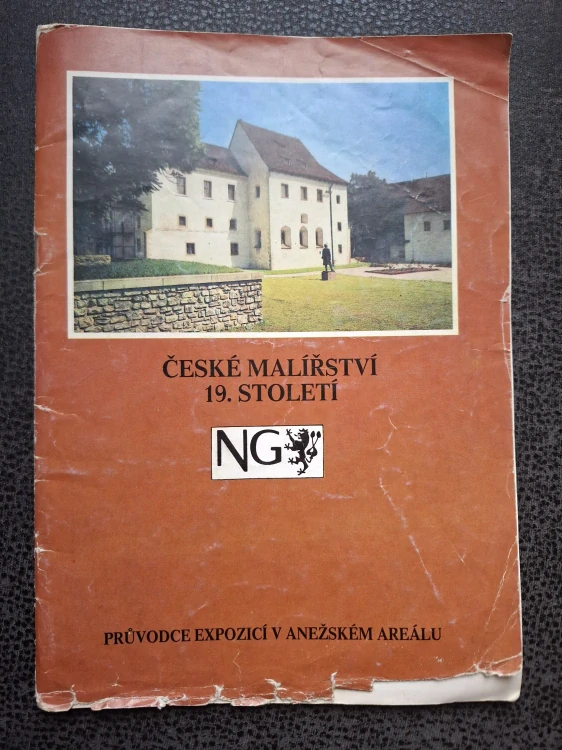 ČESKÉ MALÍŘSTVÍ
19. STOLETÍ
NG
PRŮVODCE EXPOZICÍ V ANEŽSKÉM AREÁLU